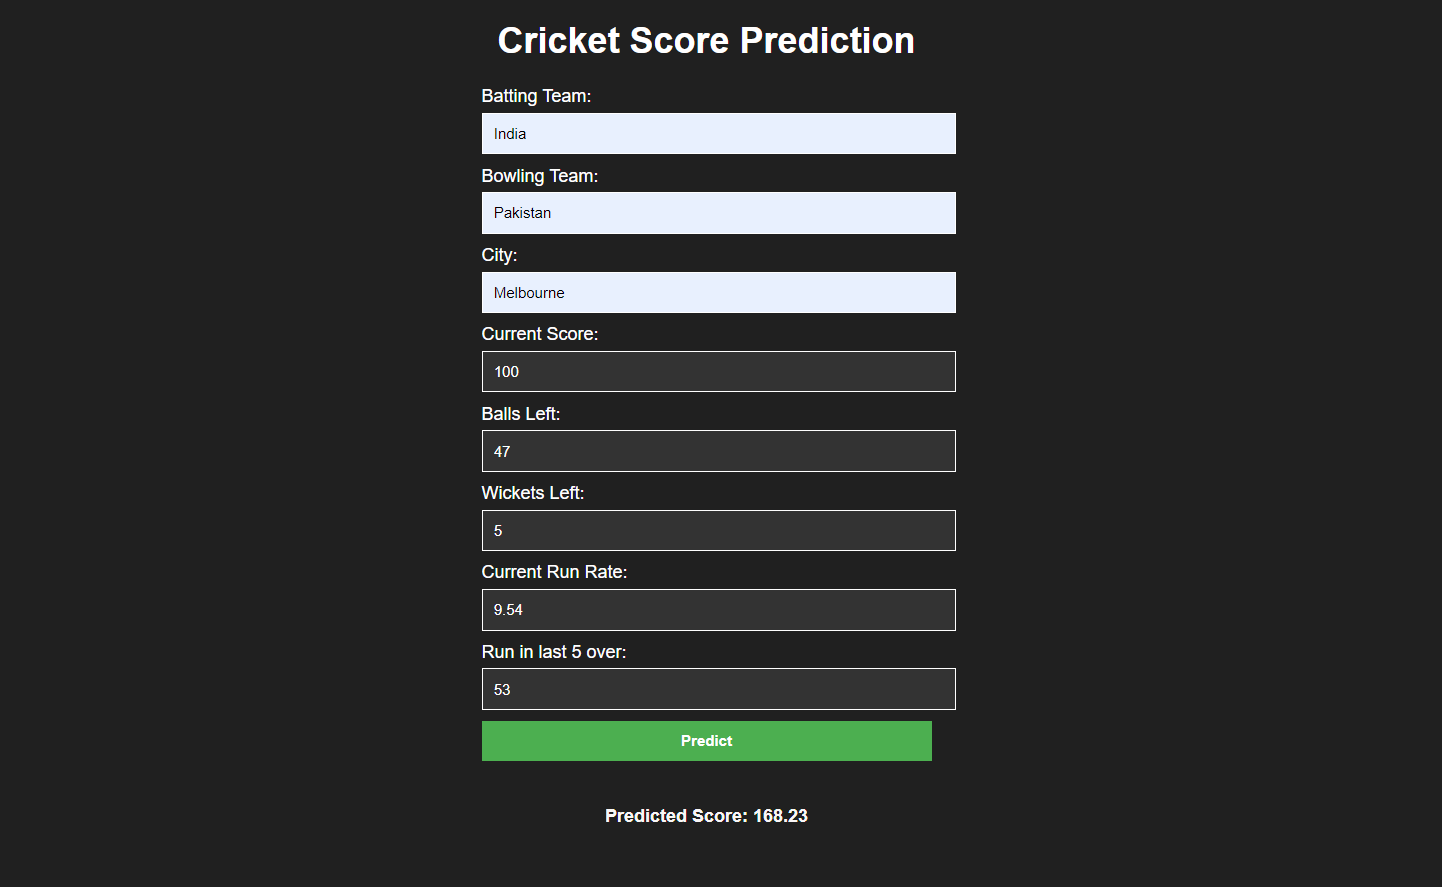 Cricket Score Prediction
Batting Team:
India
Bowling Team:
Pakistan
City:
Melbourne
Current Score:
100
Balls Left:
47
Wickets Left:
5
Current Run Rate:
9.54
Run in last 5 over:
53
Predict
Predicted Score: 168.23